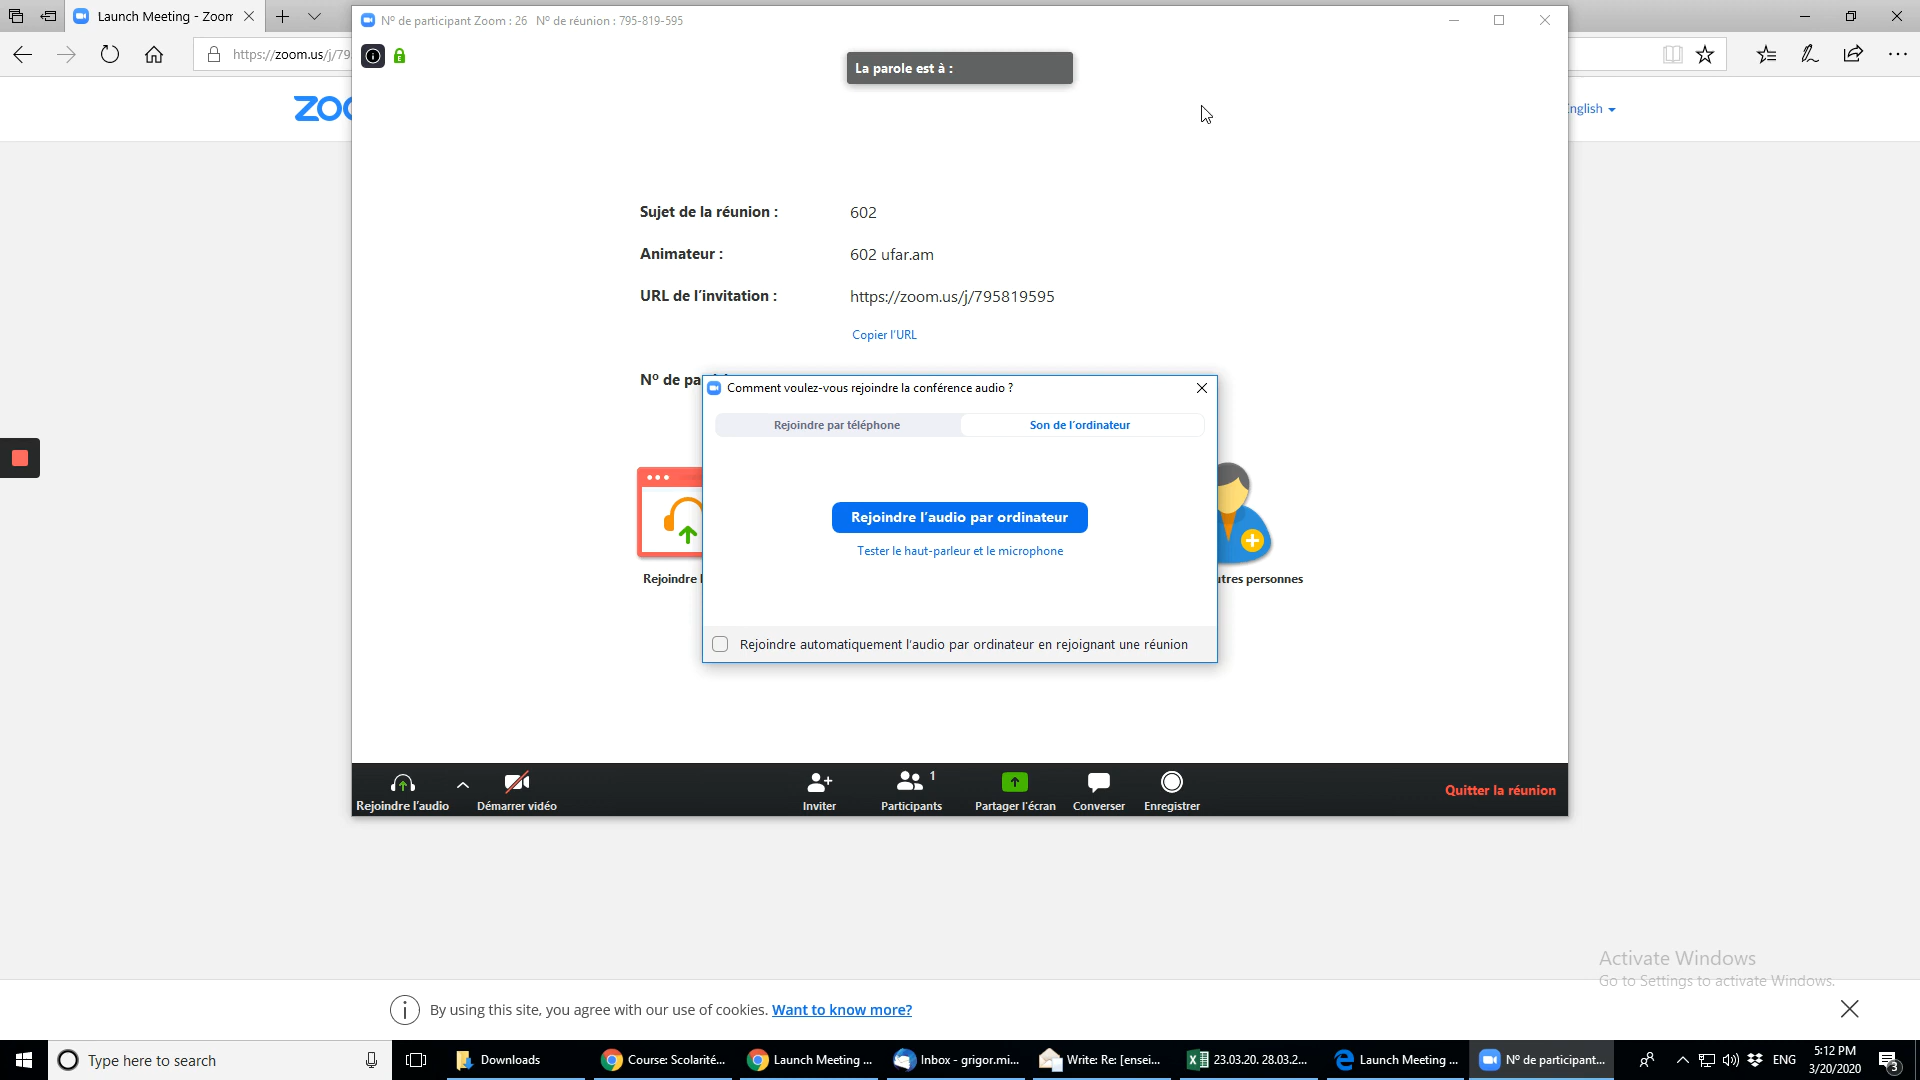 Launch Meeting - Zoom
Nº de participant Zoom : 26 Nº de réunion : 795-819-595
https://zoom.us/j/79
La parole est à :
ZOO
nglish
Sujet de la réunion : 602
Animateur : 602 ufar.am
URL de l'invitation : https://zoom.us/j/795819595
Copier l'URL
Nº de pa
Comment voulez-vous rejoindre la conférence audio ?
Rejoindre par téléphone Son de l'ordinateur
Rejoindre l'audio par ordinateur
Tester le haut-parleur et le microphone
Rejoindre utres personnes
Rejoindre automatiquement l'audio par ordinateur en rejoignant une réunion
1
Rejoindre l'audio Démarrer vidéo Inviter Participants Partager l'écran Converser Enregistrer Quitter la réunion
Activate Windows
Go to Settings to activate Windows.
By using this site, you agree with our use of cookies. Want to know more?
Type here to search Downloads Course: Scolarité... Launch Meeting ... Inbox - grigor.mi... Write: Re: [ensei... 23.03.20. 28.03.2... Launch Meeting ... Nº de participant... ENG 5:12 PM
3/20/2020 3